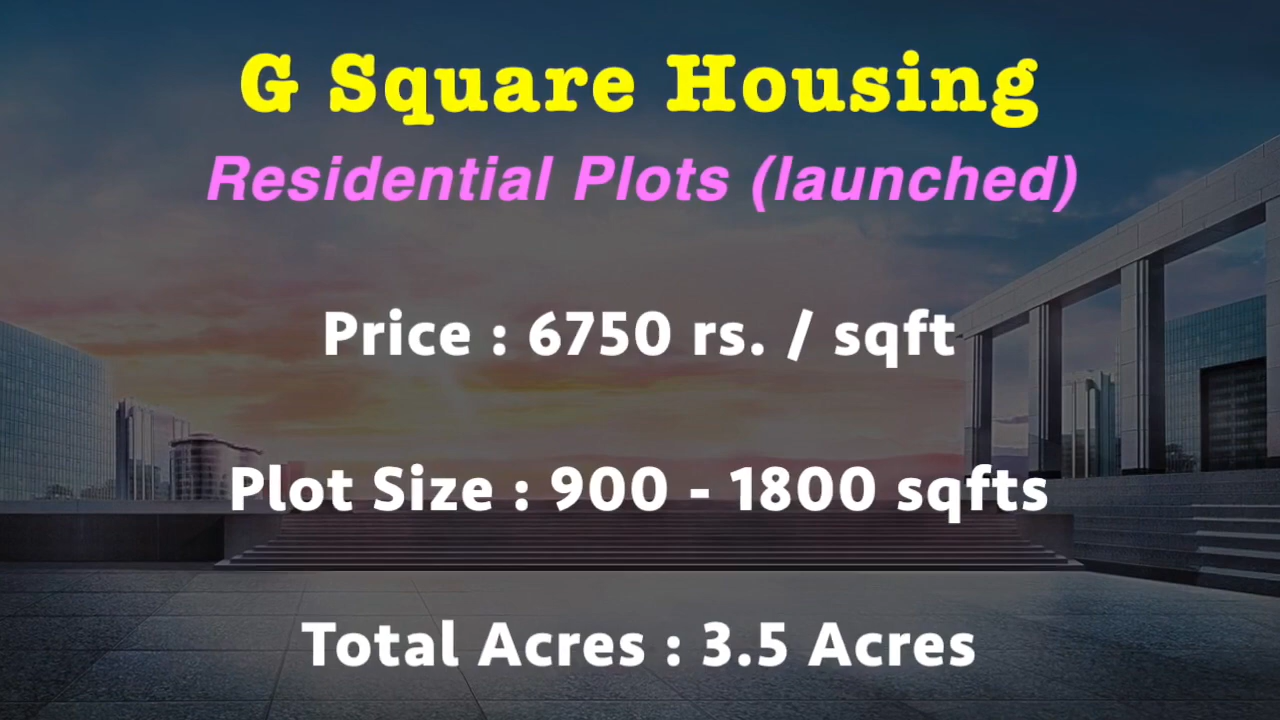 G Square Housing
Residential Plots (launched)
Price : 6750 rs. / sqft
Plot Size : 900 - 1800 sqfts
Total Acres : 3.5 Acres